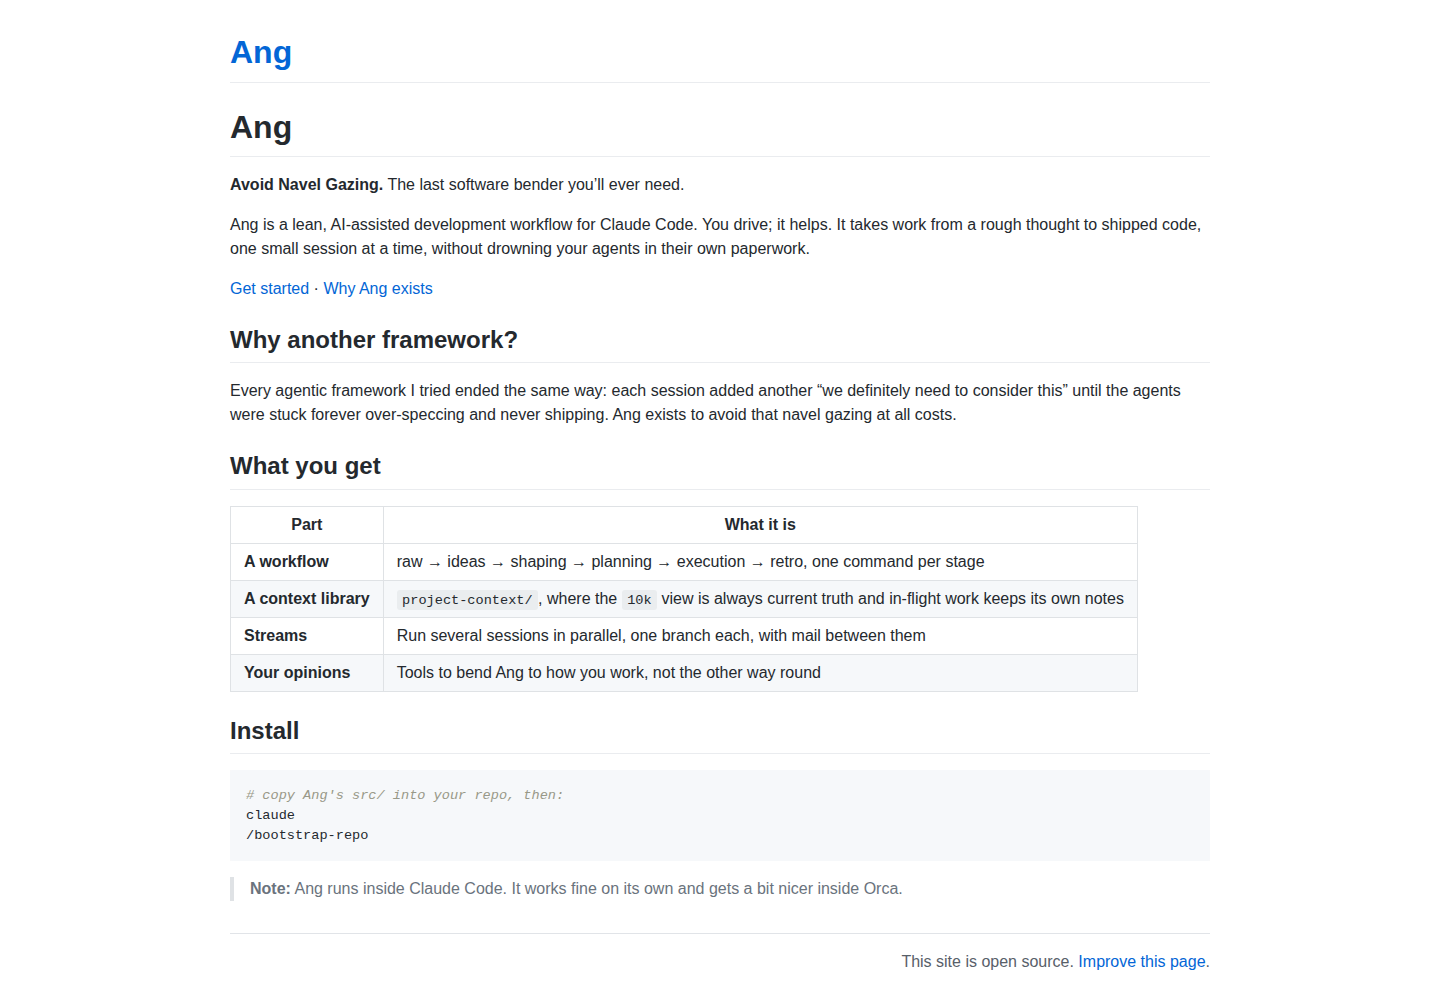 Ang
Ang
Avoid Navel Gazing. The last software bender you’ll ever need.
Ang is a lean, AI-assisted development workflow for Claude Code. You drive; it helps. It takes work from a rough thought to shipped code,
one small session at a time, without drowning your agents in their own paperwork.
Get started · Why Ang exists
Why another framework?
Every agentic framework I tried ended the same way: each session added another “we definitely need to consider this” until the agents
were stuck forever over-speccing and never shipping. Ang exists to avoid that navel gazing at all costs.
What you get
Part What it is
A workflow raw → ideas → shaping → planning → execution → retro, one command per stage
A context library project-context/, where the 10k view is always current truth and in-flight work keeps its own notes
Streams Run several sessions in parallel, one branch each, with mail between them
Your opinions Tools to bend Ang to how you work, not the other way round
Install
# copy Ang's src/ into your repo, then:
claude
/bootstrap-repo
Note: Ang runs inside Claude Code. It works fine on its own and gets a bit nicer inside Orca.
This site is open source. Improve this page.